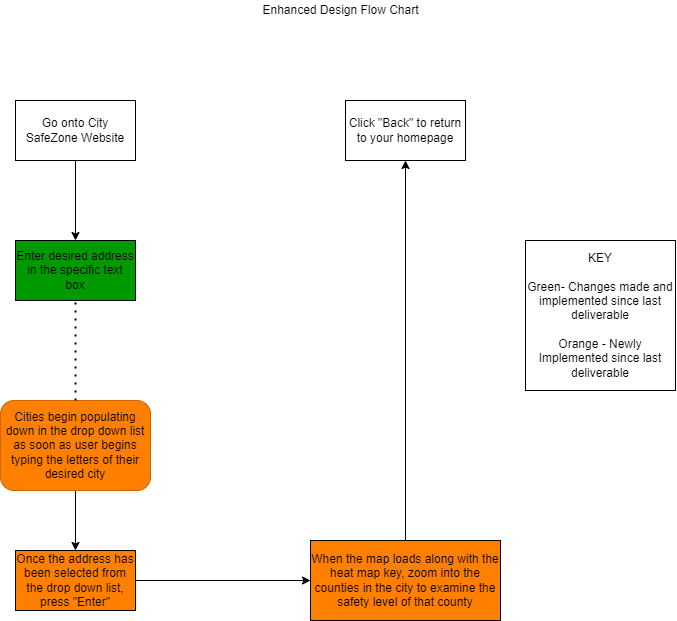 Enhanced Design Flow Chart
Go onto City
SafeZone Website
Click "Back" to return
to your homepage
Enter desired address
in the specific text
box
KEY
Green- Changes made and
implemented since last
deliverable
Orange - Newly
Implemented since last
deliverable
Cities begin populating
down in the drop down list
as soon as user begins
typing the letters of their
desired city
Once the address has
been selected from
the drop down list,
press "Enter"
When the map loads along with the
heat map key, zoom into the
counties in the city to examine the
safety level of that county